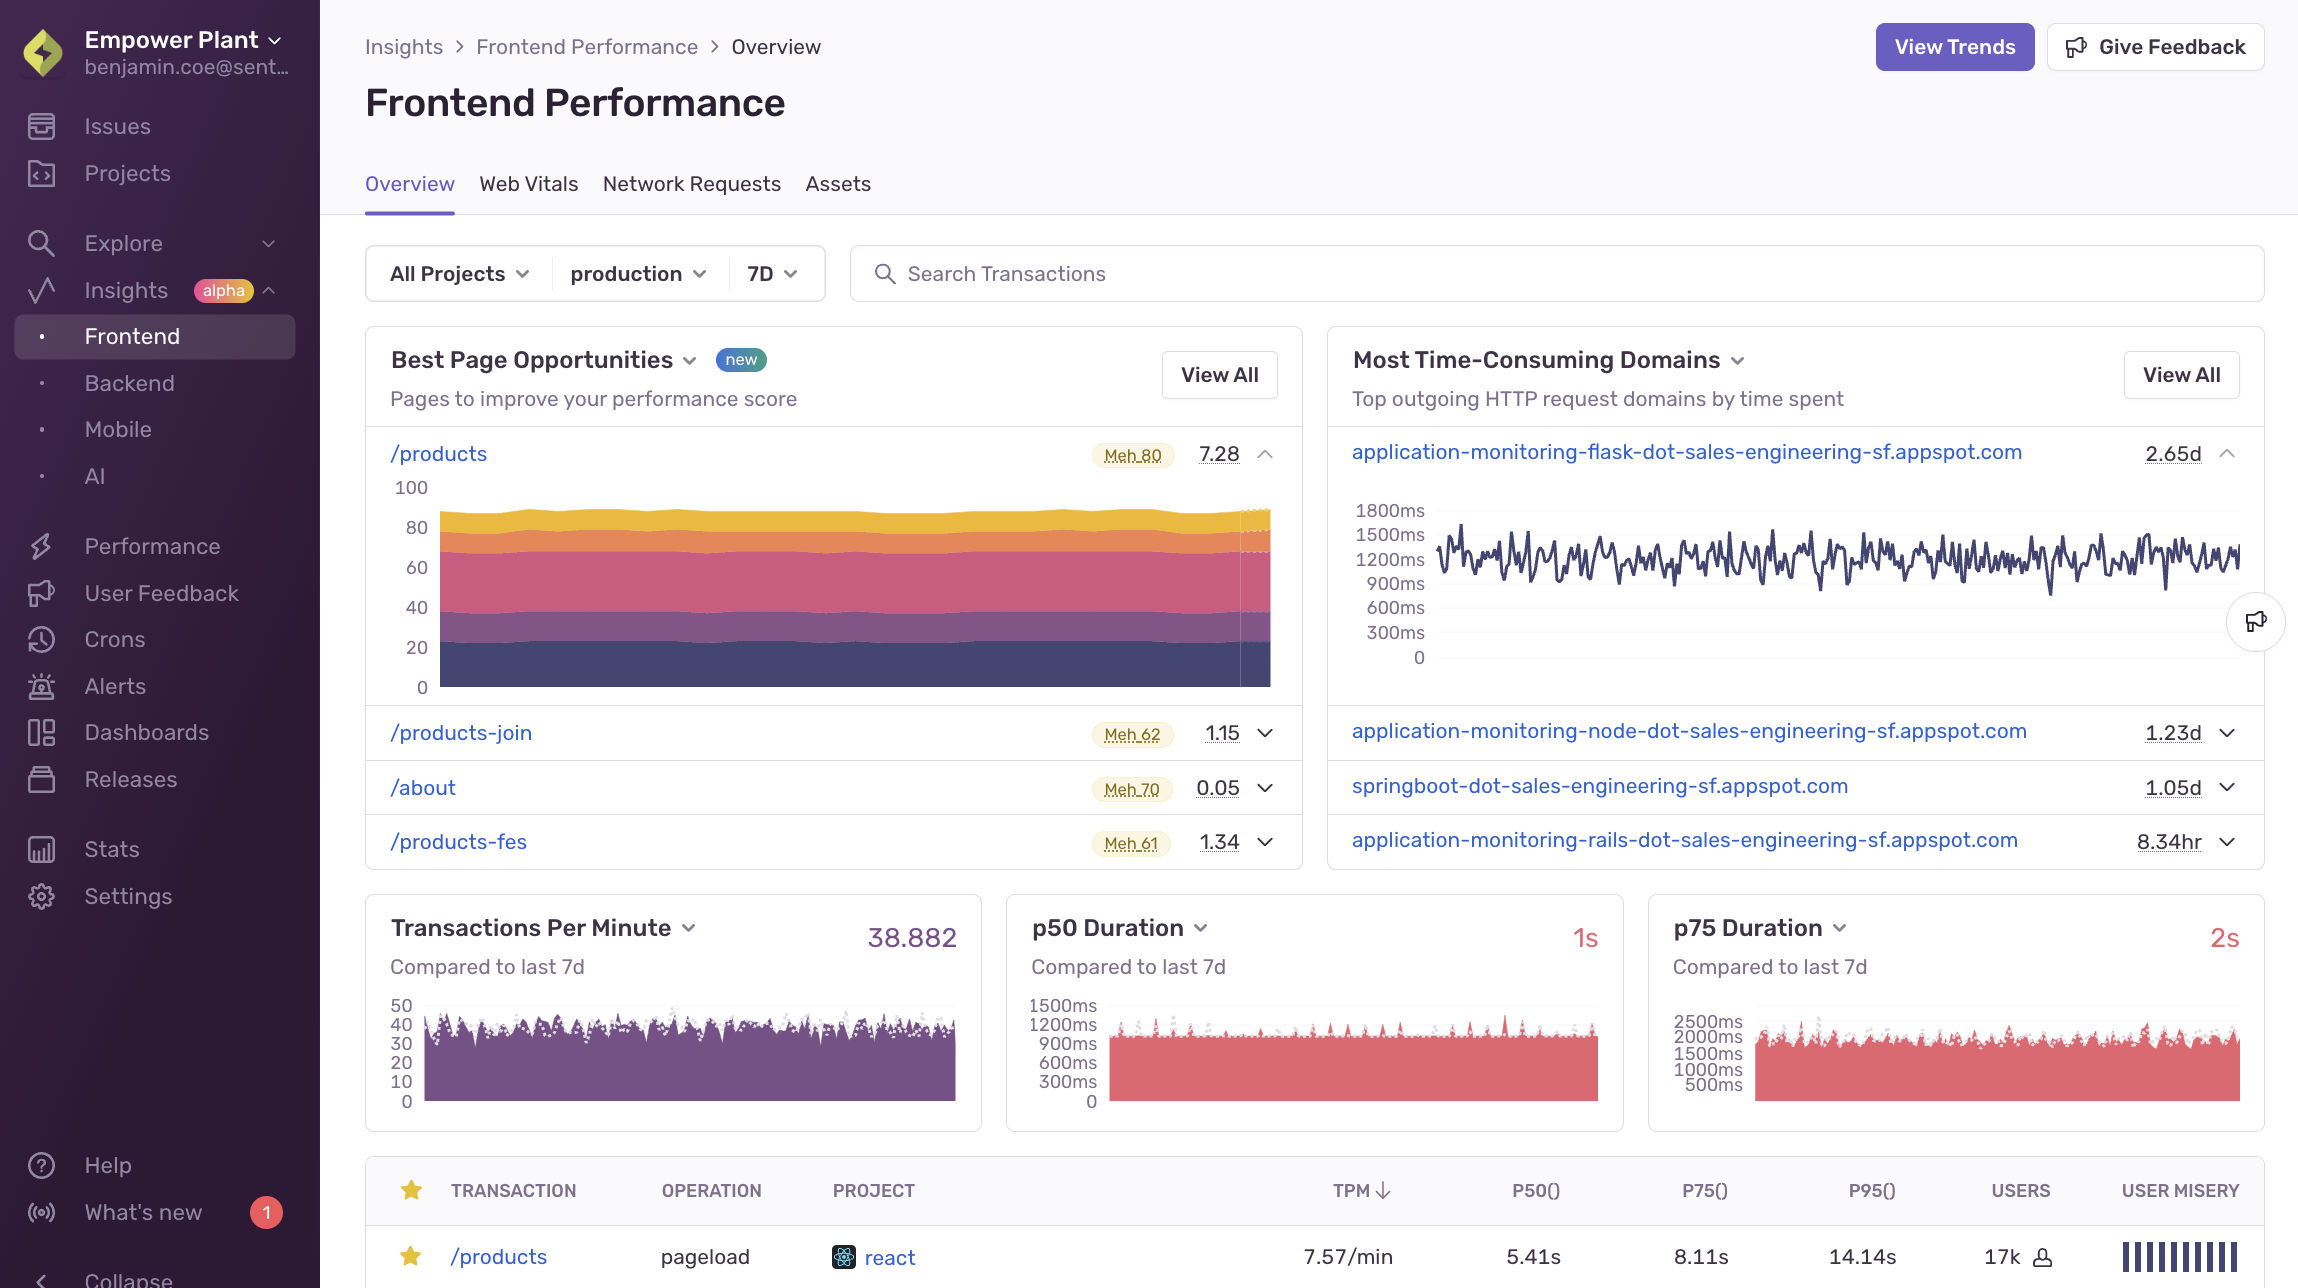 Empower Plant
benjamin.coe@sent...
Issues
Projects
Explore
Insights alpha
Frontend
Backend
Mobile
AI
Performance
User Feedback
Crons
Alerts
Dashboards
Releases
Stats
Settings
Help
What's new 1
Collapse
Insights > Frontend Performance > Overview
View Trends
Give Feedback
Frontend Performance
Overview Web Vitals Network Requests Assets
All Projects production 7D
Search Transactions
Best Page Opportunities new
Pages to improve your performance score
View All
/products Meh 80 7.28
100
80
60
40
20
0
/products-join Meh 62 1.15
/about Meh 70 0.05
/products-fes Meh 61 1.34
Most Time-Consuming Domains
Top outgoing HTTP request domains by time spent
View All
application-monitoring-flask-dot-sales-engineering-sf.appspot.com 2.65d
1800ms
1500ms
1200ms
900ms
600ms
300ms
0
application-monitoring-node-dot-sales-engineering-sf.appspot.com 1.23d
springboot-dot-sales-engineering-sf.appspot.com 1.05d
application-monitoring-rails-dot-sales-engineering-sf.appspot.com 8.34hr
Transactions Per Minute 38.882
Compared to last 7d
50
40
30
20
10
0
p50 Duration 1s
Compared to last 7d
1500ms
1200ms
900ms
600ms
300ms
0
p75 Duration 2s
Compared to last 7d
2500ms
2000ms
1500ms
1000ms
500ms
TRANSACTION OPERATION PROJECT TPM P50() P75() P95() USERS USER MISERY
/products pageload react 7.57/min 5.41s 8.11s 14.14s 17k